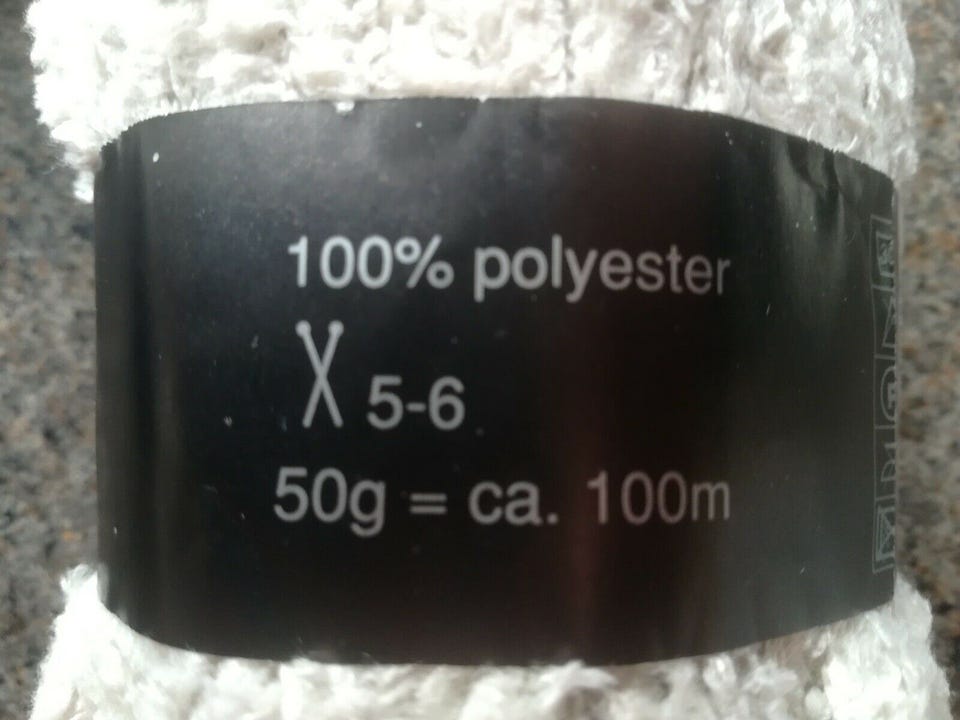 100% polyester
5-6
50g = ca. 100m